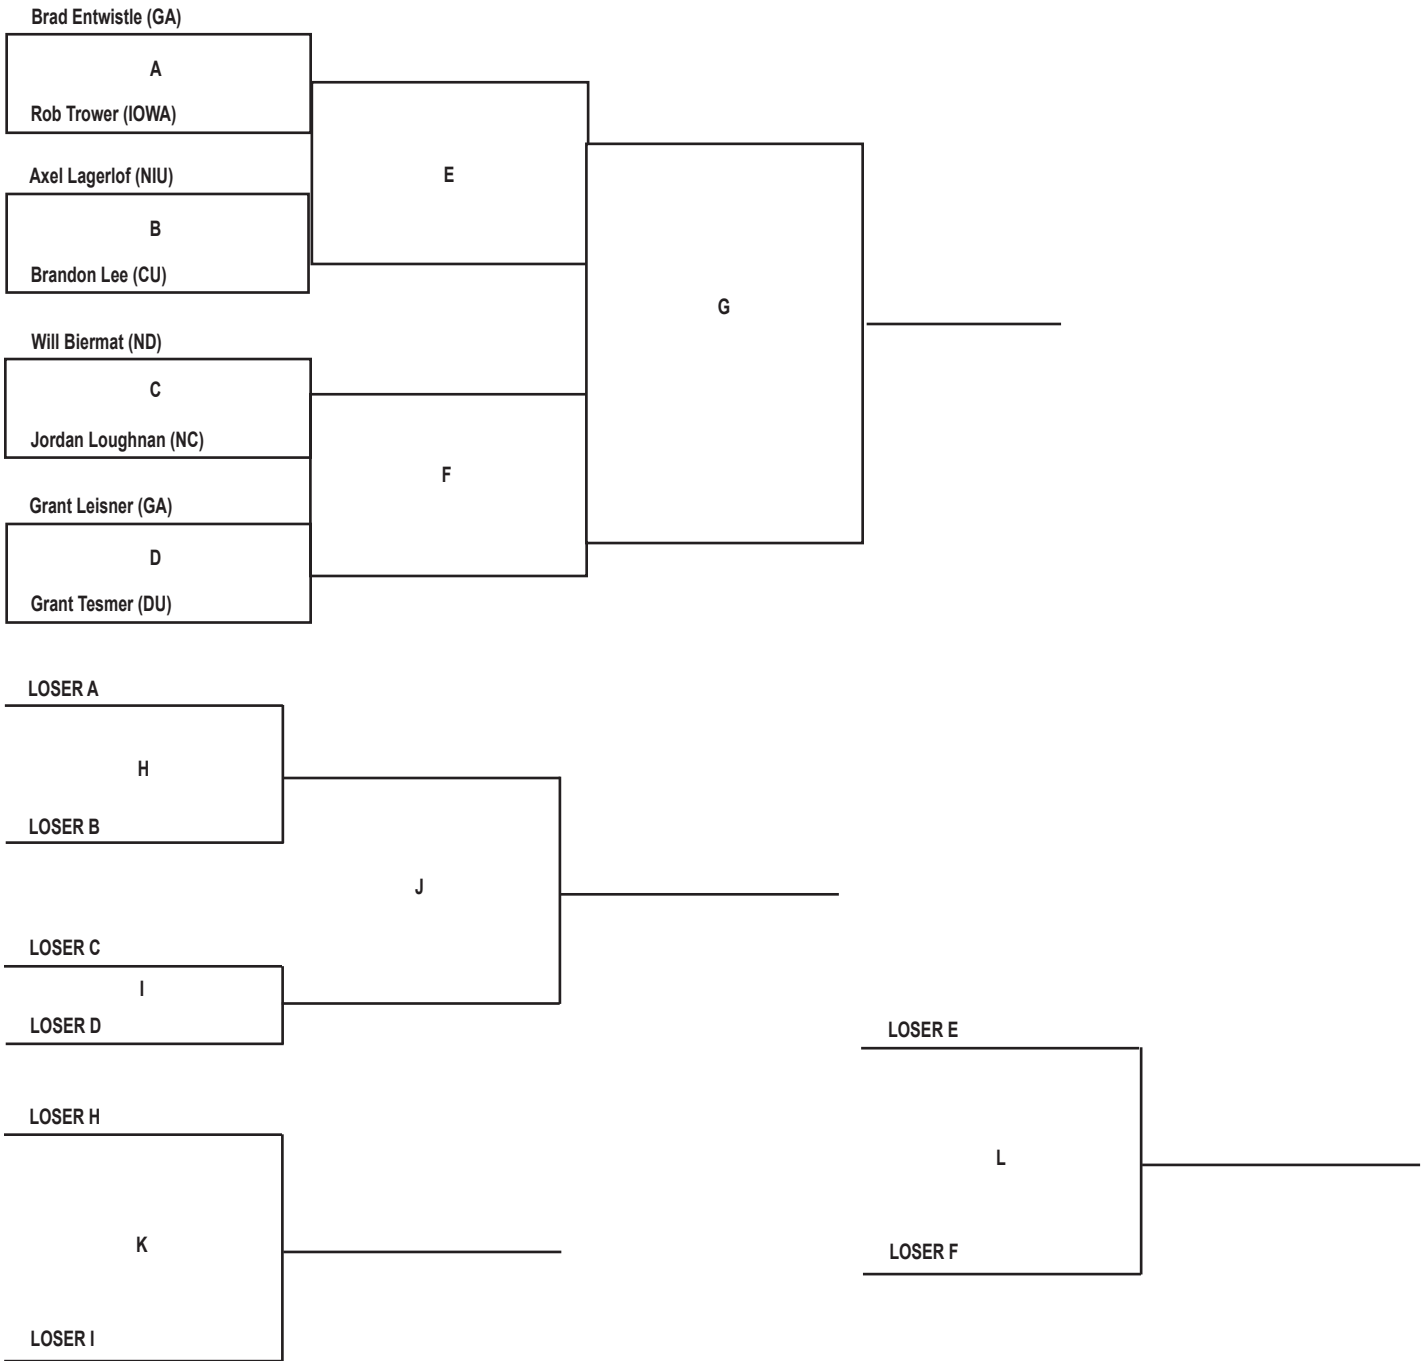 Brad Entwistle (GA)
A
Rob Trower (IOWA)
Axel Lagerlof (NIU)
B
Brandon Lee (CU)
E
Will Biermat (ND)
C
Jordan Loughnan (NC)
Grant Leisner (GA)
D
Grant Tesmer (DU)
F
G
LOSER A
H
LOSER B
J
LOSER C
I
LOSER D
LOSER H
K
LOSER I
LOSER E
L
LOSER F